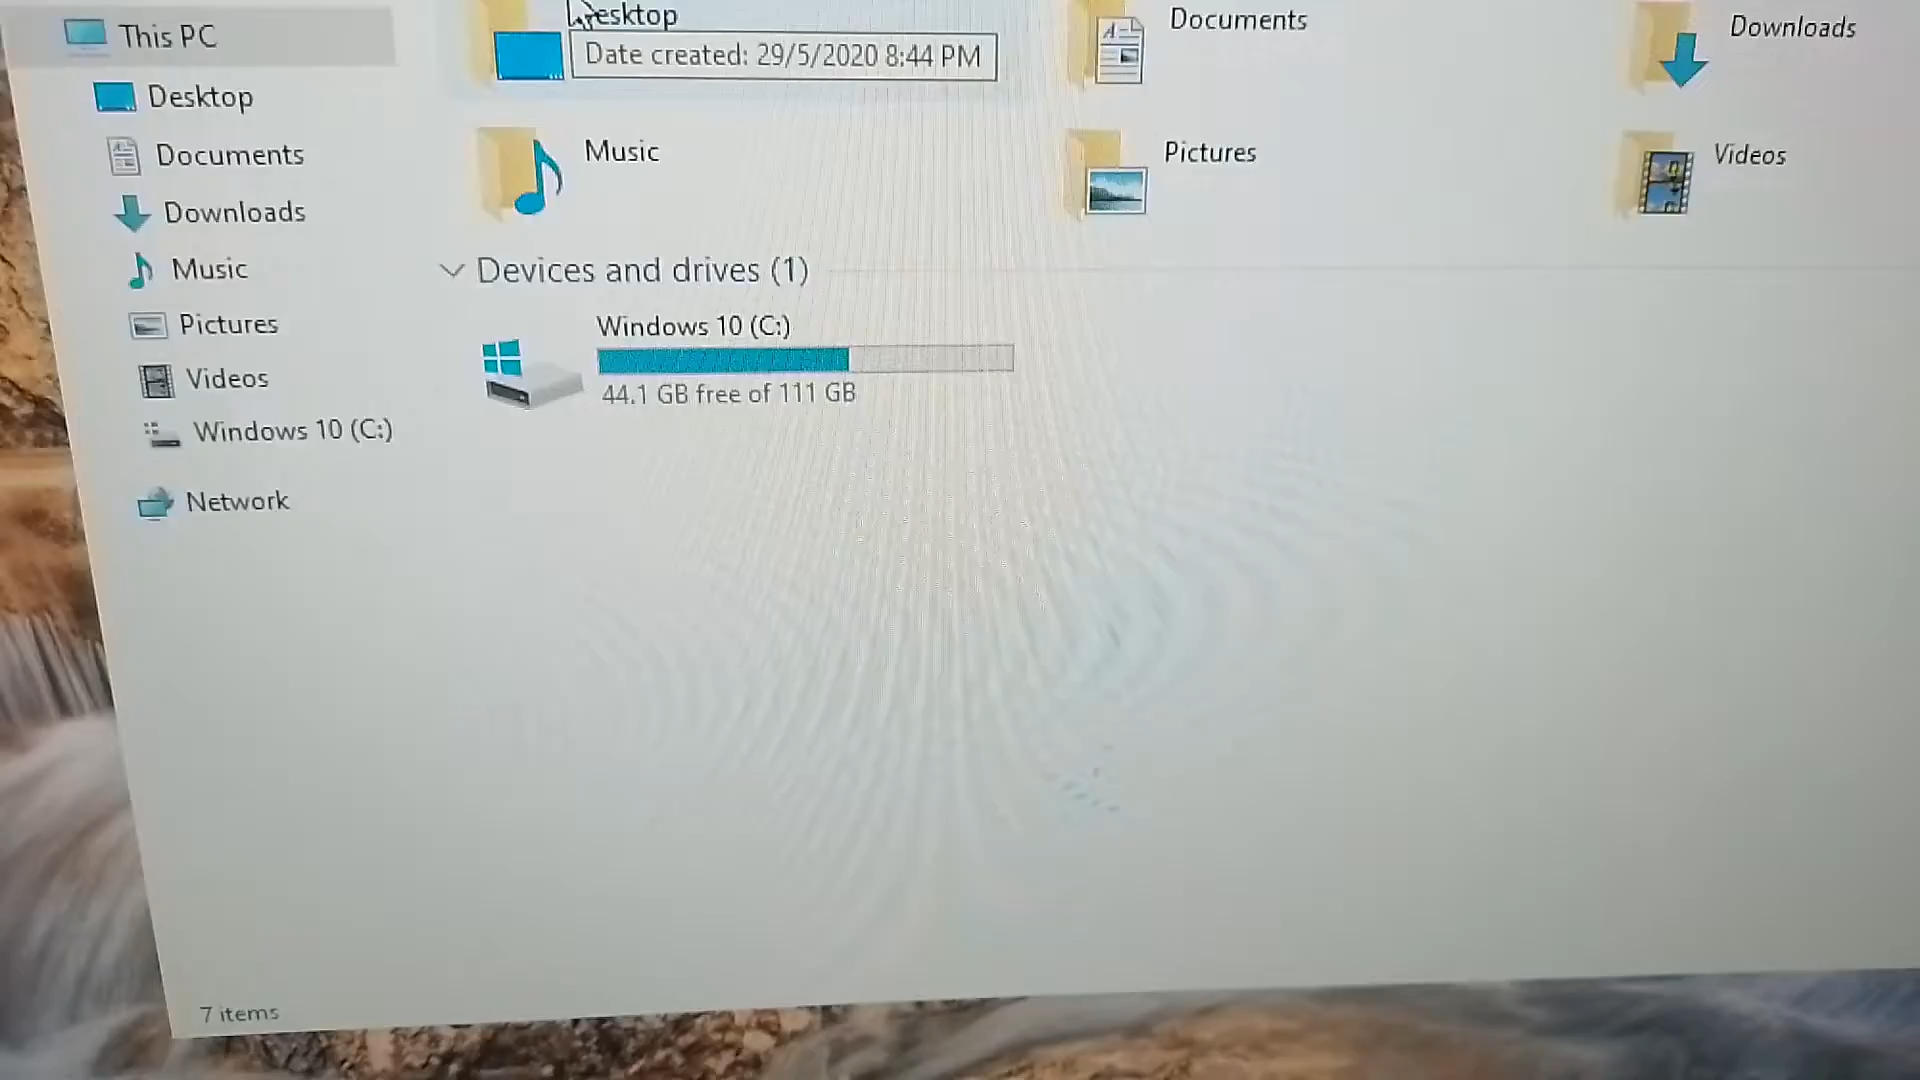 This PC
Desktop
Documents
Downloads
Music
Pictures
Videos
Windows 10 (C:)
Network
Desktop
Date created: 29/5/2020 8:44 PM
Documents
Downloads
Music
Pictures
Videos
Devices and drives (1)
Windows 10 (C:)
44.1 GB free of 111 GB
7 items